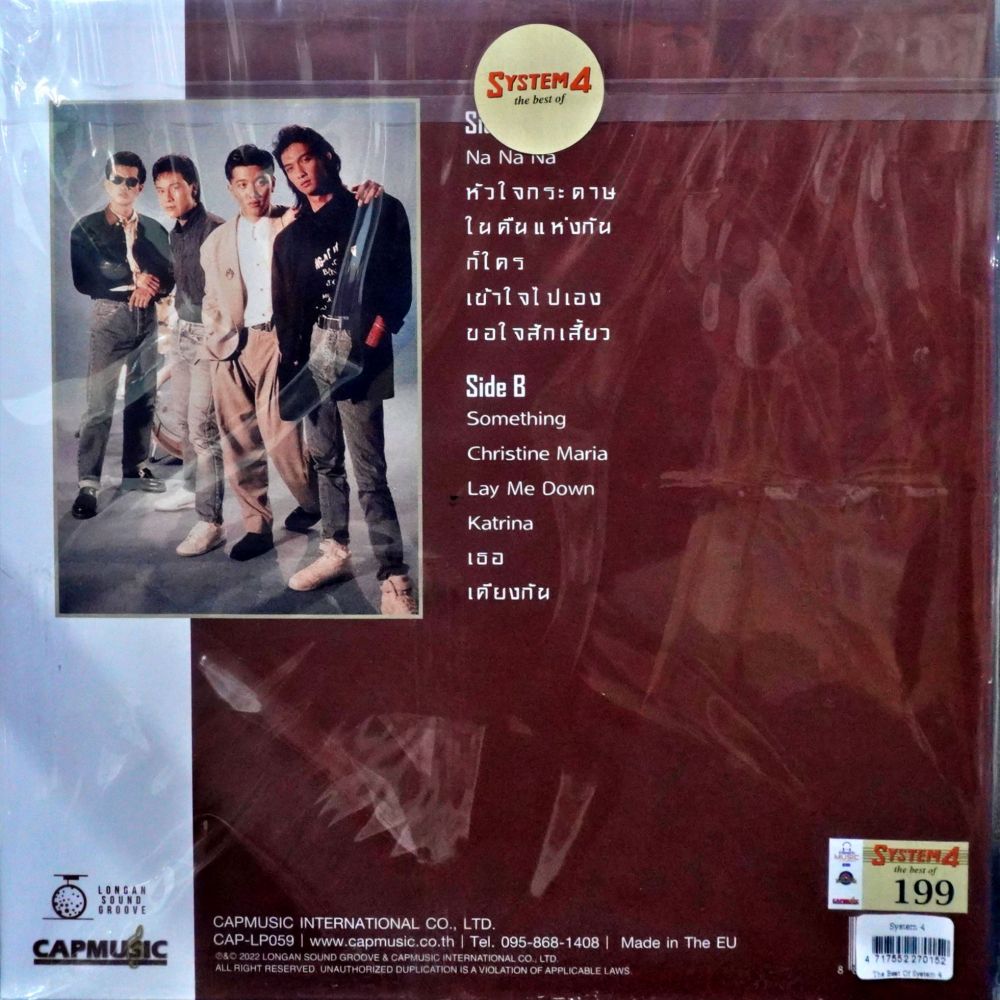 SYSTEM4
the best of
Na Na Na
หัวใจกระดาษ
ในคืนแห่งกัน
ก็ใคร
เข้าใจไปเอง
ขอใจสักเสี้ยว
Side B
Something
Christine Maria
Lay Me Down
Katrina
เธอ
เคียงกัน
LONGAN
SOUND
GROOVE
CAPMUSIC
CAPMUSIC INTERNATIONAL CO., LTD.
CAP-LP059 | www.capmusic.co.th | Tel. 095-868-1408 | Made in The EU
℗&© 2022 LONGAN SOUND GROOVE & CAPMUSIC INTERNATIONAL CO., LTD.
ALL RIGHT RESERVED. UNAUTHORIZED DUPLICATION IS A VIOLATION OF APPLICABLE LAWS.
MUSIC
SYSTEM4
the best of
199
System 4
4 717552 270152
The Best Of System 4